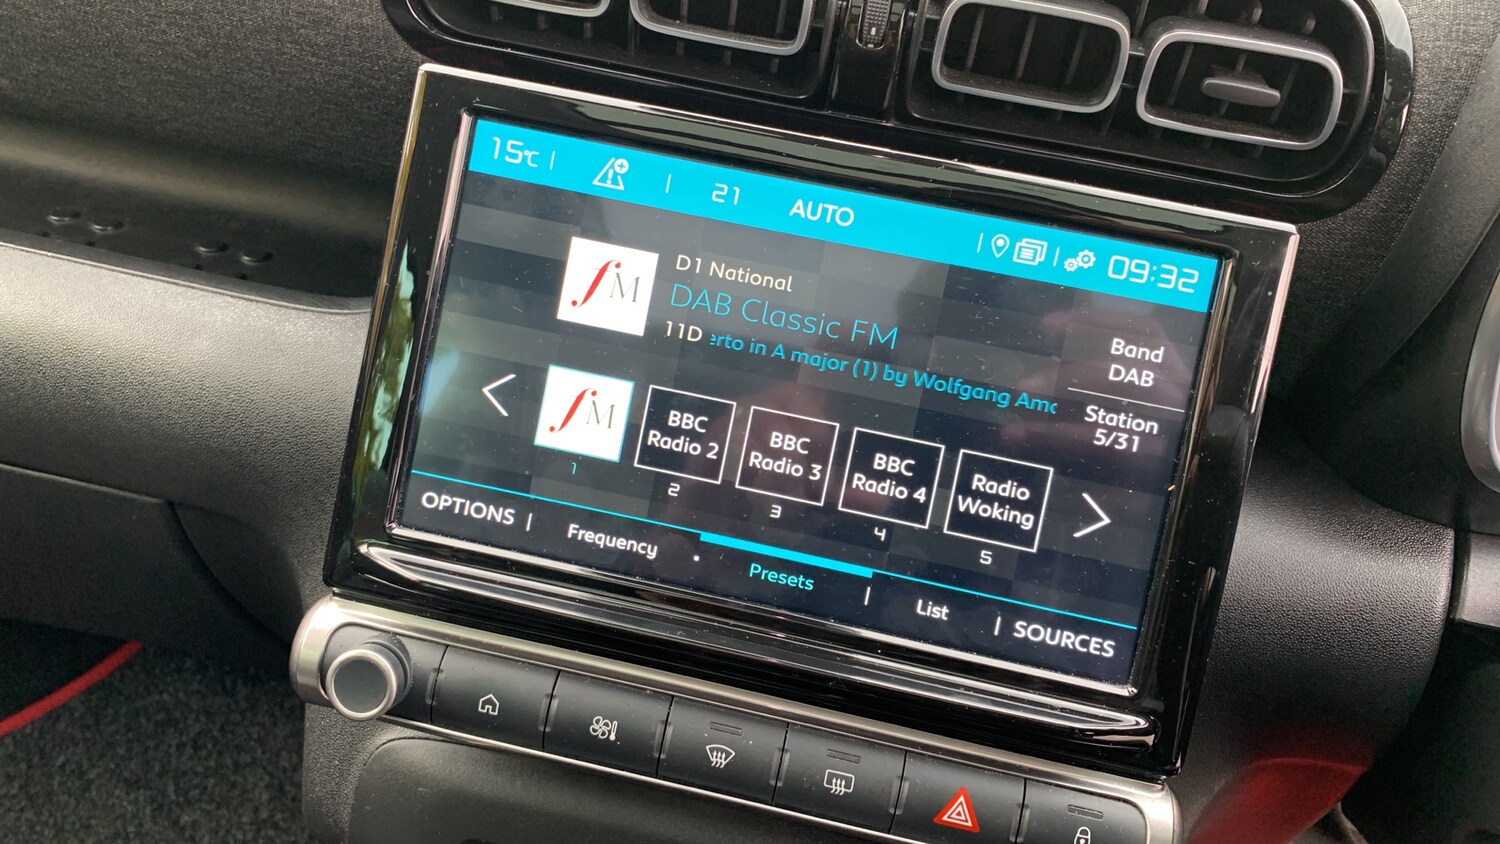 15°C | | 21 AUTO | | 09:32
D1 National
DAB Classic FM
11D erto in A major (1) by Wolfgang Ama
Band
DAB
Station
5/31
fM
fM
BBC
Radio 2
BBC
Radio 3
BBC
Radio 4
Radio
Woking
1
2
3
4
5
OPTIONS | Frequency · Presets | List | SOURCES